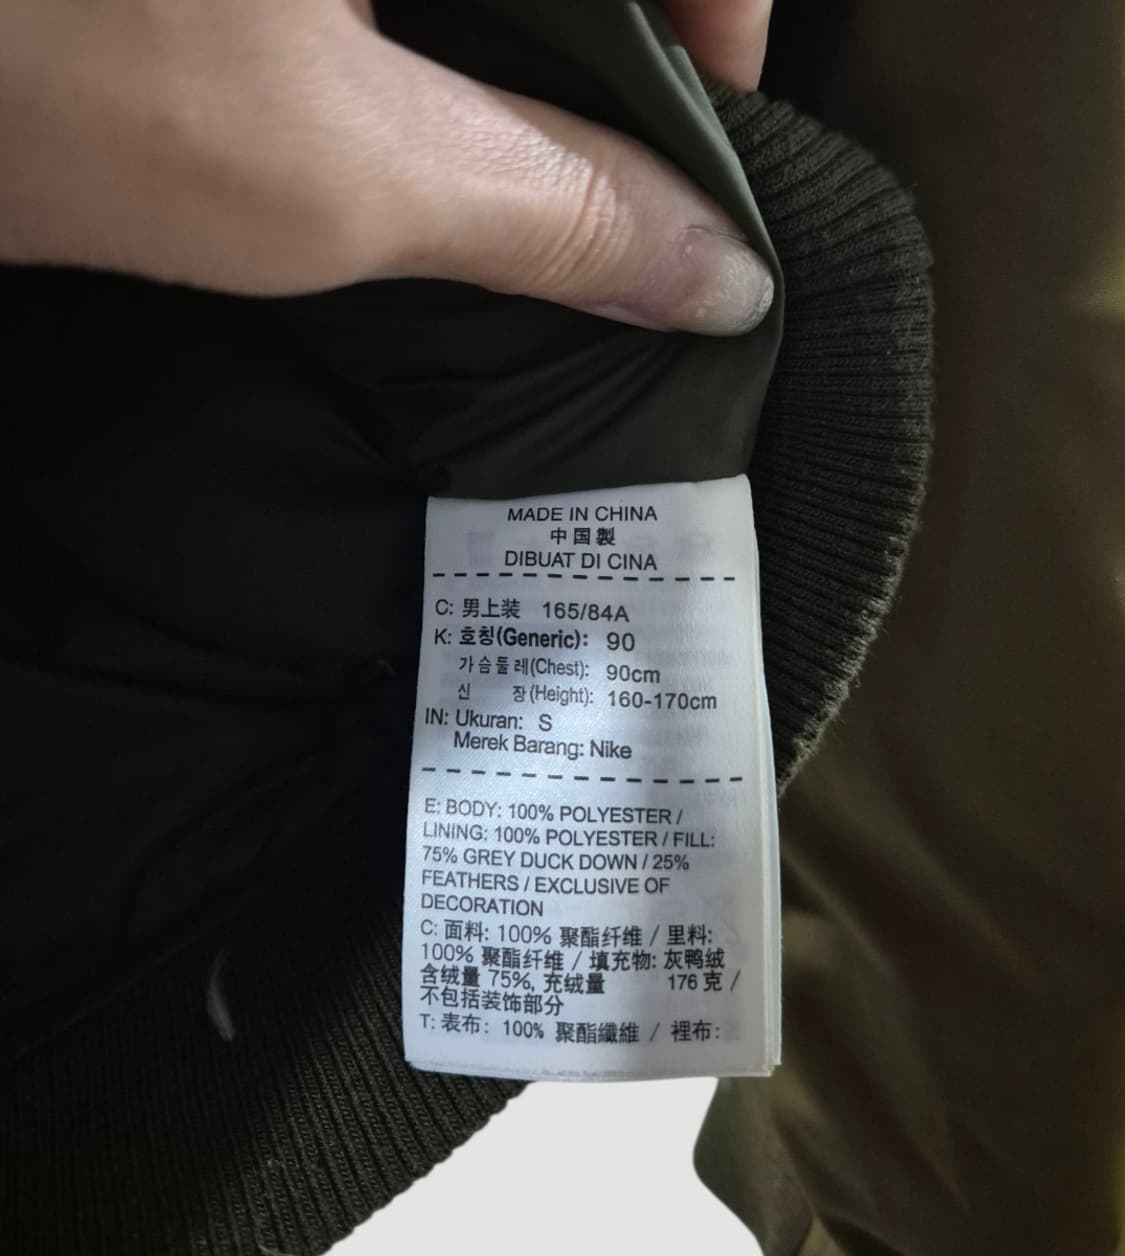 MADE IN CHINA
中国製
DIBUAT DI CINA
C: 男上装 165/84A
K: 호칭(Generic): 90
가슴둘레(Chest): 90cm
신 장(Height): 160-170cm
IN: Ukuran: S
Merek Barang: Nike
E: BODY: 100% POLYESTER /
LINING: 100% POLYESTER / FILL:
75% GREY DUCK DOWN / 25%
FEATHERS / EXCLUSIVE OF
DECORATION
C: 面料: 100% 聚酯纤维 / 里料:
100% 聚酯纤维 / 填充物: 灰鸭绒
含绒量 75%, 充绒量 176 克 /
不包括装饰部分
T: 表布: 100% 聚酯纖維 / 裡布: